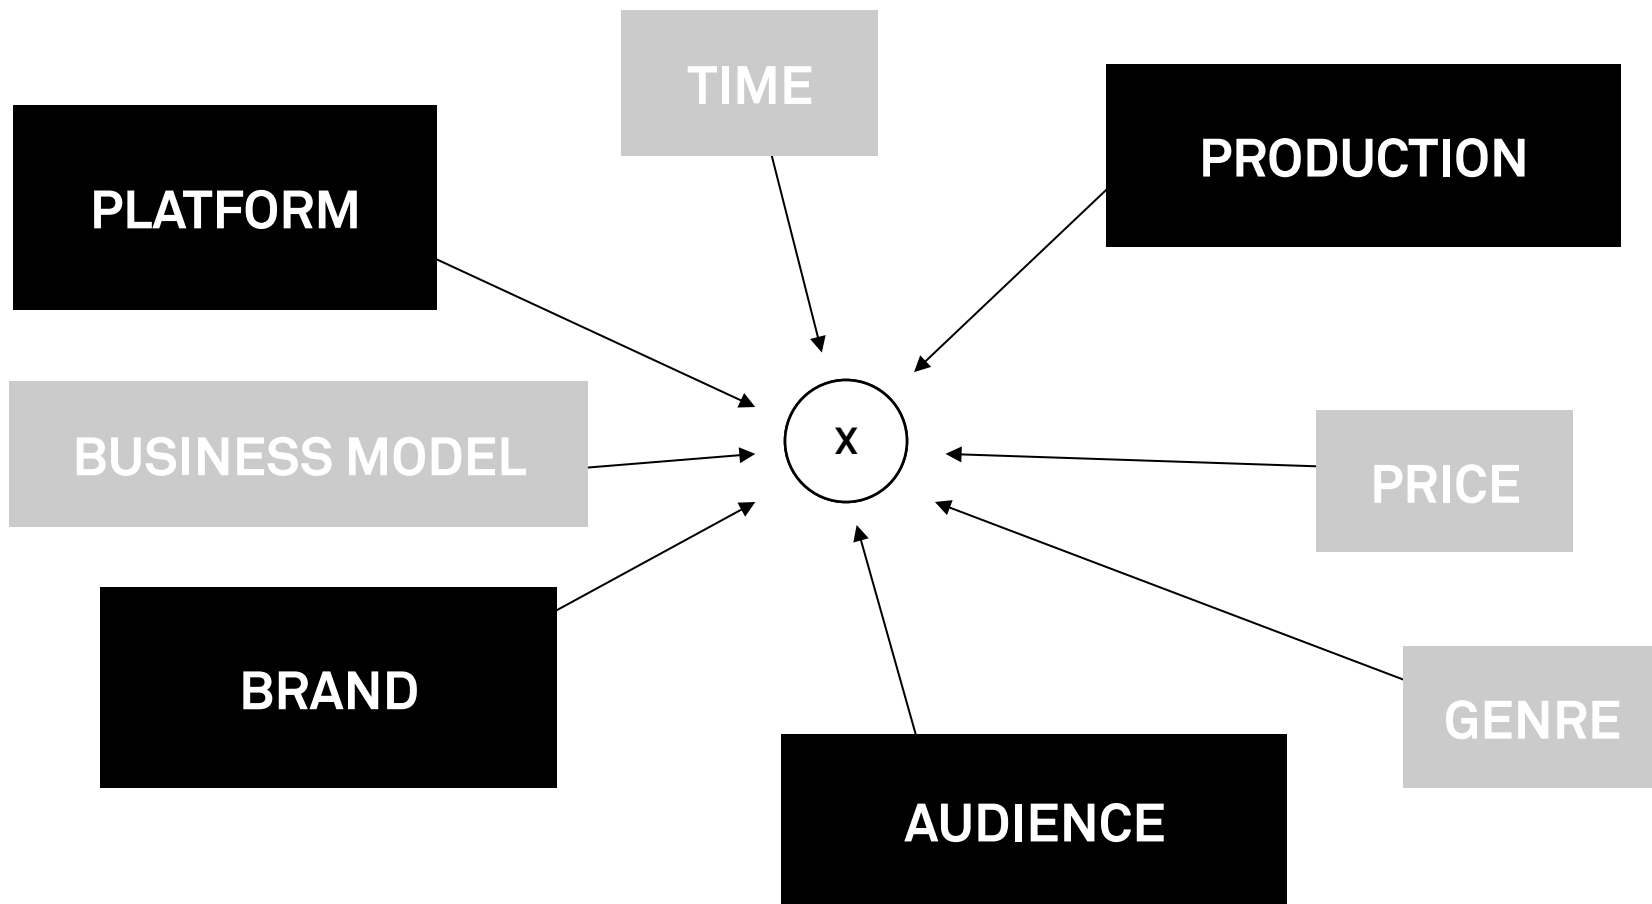 TIME
PRODUCTION
PLATFORM
X
BUSINESS MODEL
PRICE
BRAND
GENRE
AUDIENCE